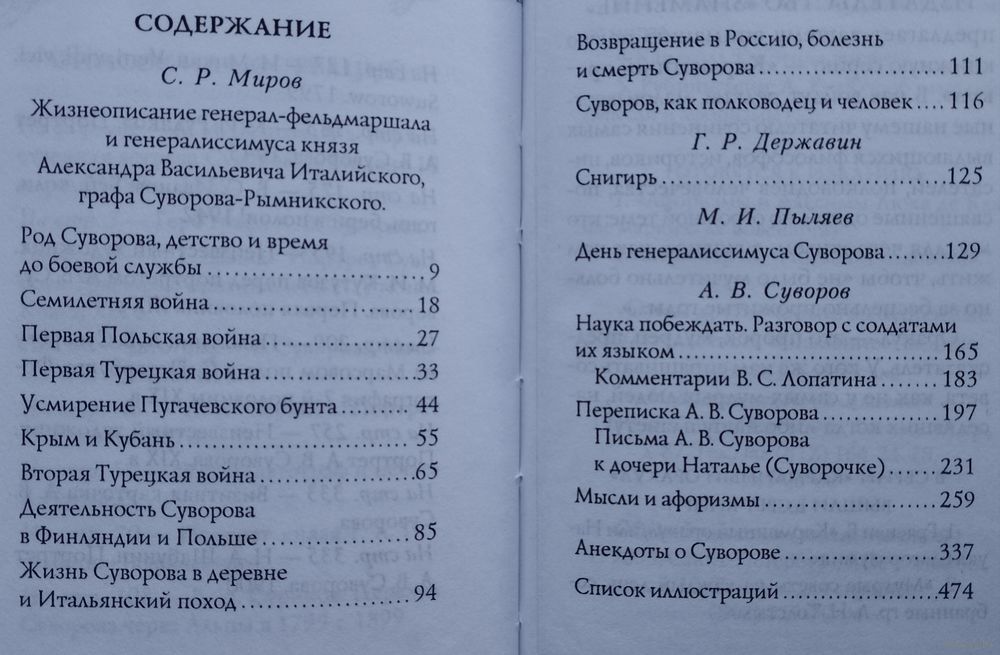 СОДЕРЖАНИЕ
С. Р. Миров
Жизнеописание генерал-фельдмаршала
и генералиссимуса князя
Александра Васильевича Италийского,
графа Суворова-Рымникского.
Род Суворова, детство и время
до боевой службы 9
Семилетняя война 18
Первая Польская война 27
Первая Турецкая война 33
Усмирение Пугачевского бунта 44
Крым и Кубань 55
Вторая Турецкая война 65
Деятельность Суворова
в Финляндии и Польше 85
Жизнь Суворова в деревне
и Итальянский поход 94
Возвращение в Россию, болезнь
и смерть Суворова 111
Суворов, как полководец и человек 116
Г. Р. Державин
Снигирь 125
М. И. Пыляев
День генералиссимуса Суворова 129
А. В. Суворов
Наука побеждать. Разговор с солдатами
их языком 165
Комментарии В. С. Лопатина 183
Переписка А. В. Суворова 197
Письма А. В. Суворова
к дочери Наталье (Суворочке) 231
Мысли и афоризмы 259
Анекдоты о Суворове 337
Список иллюстраций 474